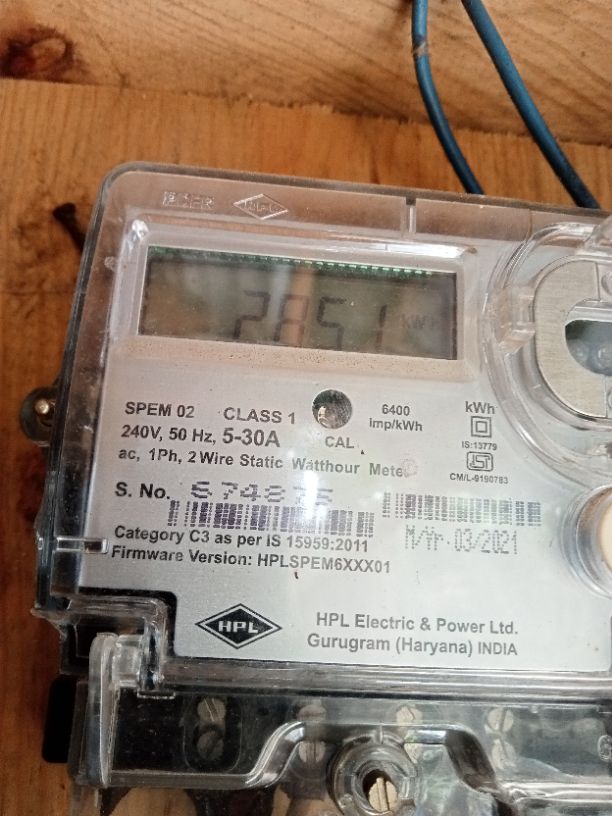 2851 kWh
SPEM 02 CLASS 1
6400 imp/kWh
kWh
240V, 50 Hz, 5-30A CAL
IS:13779
ac, 1Ph, 2 Wire Static Watthour Meter
CM/L-9190783
S. No.
Category C3 as per IS 15959:2011
M/Yr-03/2021
Firmware Version: HPLSPEM6XXX01
HPL
HPL Electric & Power Ltd.
Gurugram (Haryana) INDIA